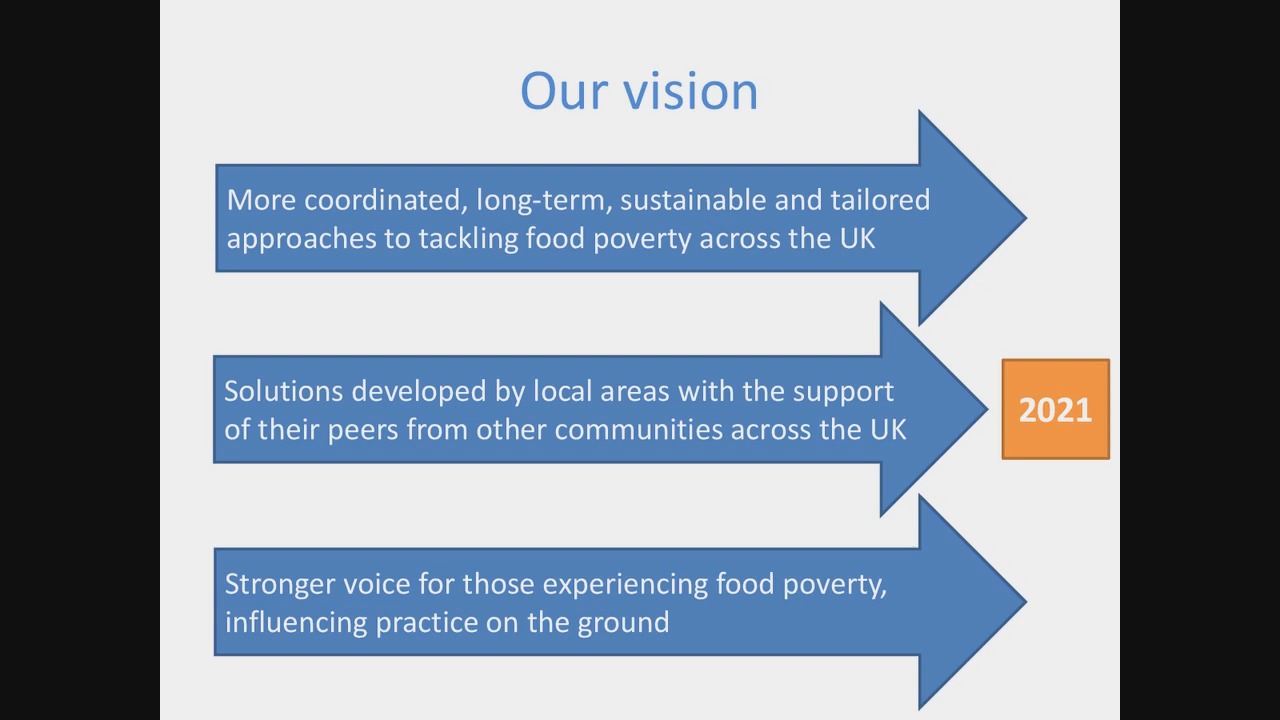 Our vision
More coordinated, long-term, sustainable and tailored
approaches to tackling food poverty across the UK
Solutions developed by local areas with the support
of their peers from other communities across the UK
2021
Stronger voice for those experiencing food poverty,
influencing practice on the ground